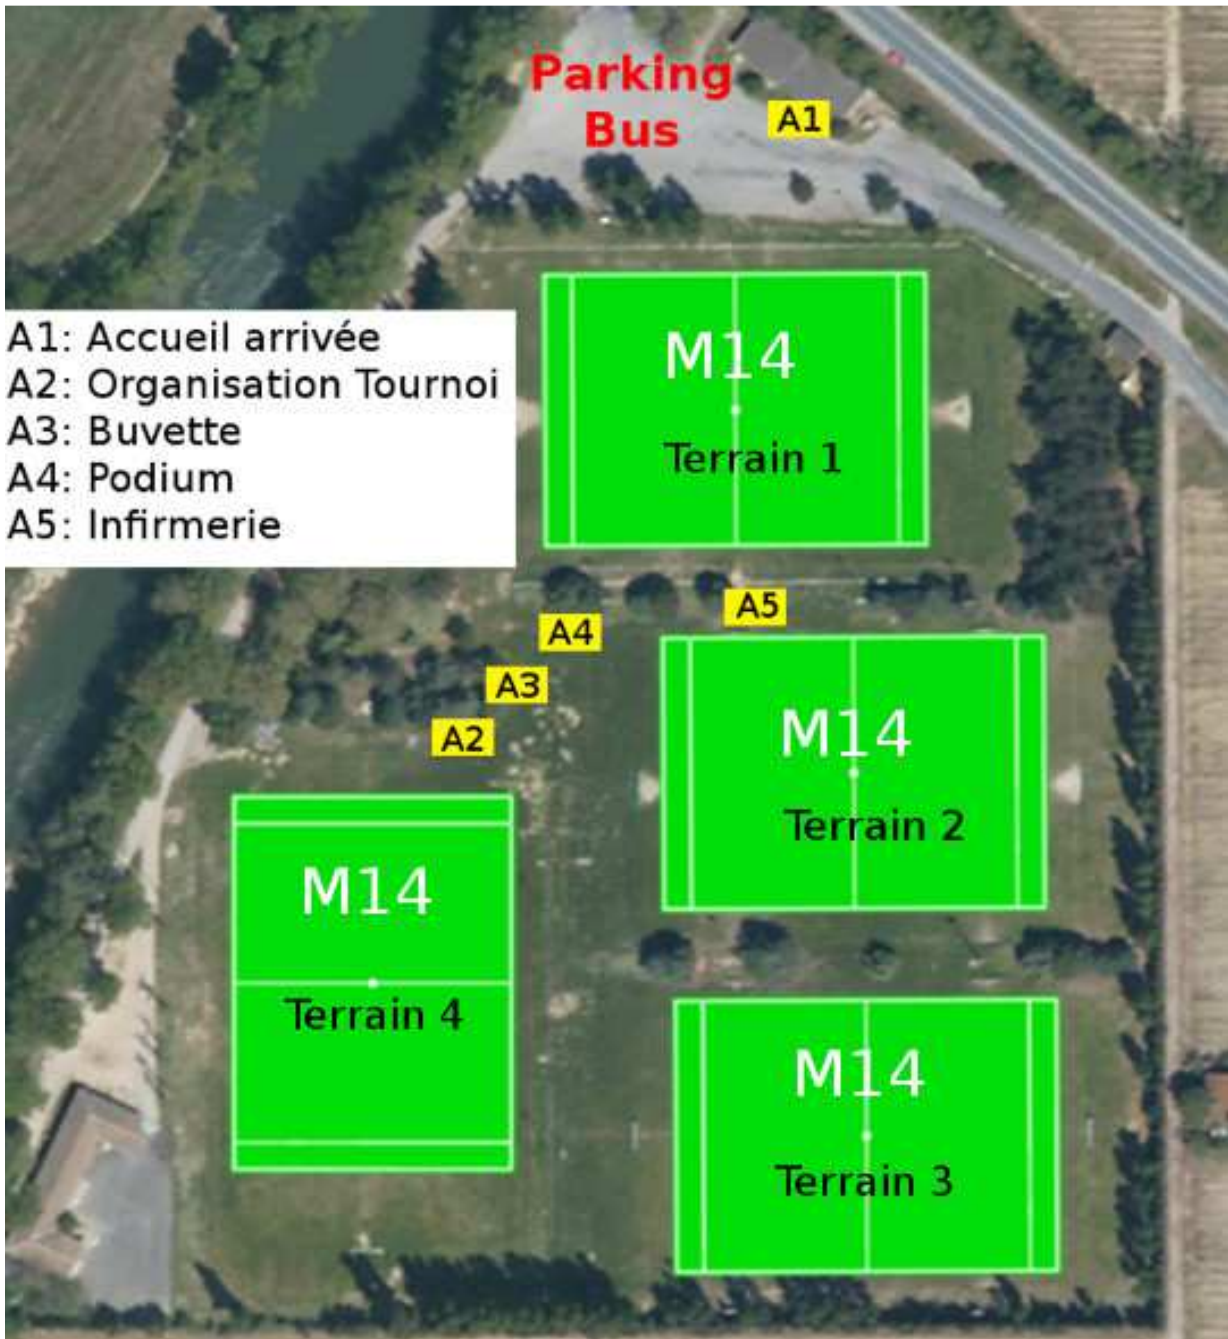 Parking
Bus
A1
A1: Accueil arrivée
A2: Organisation Tournoi
A3: Buvette
A4: Podium
A5: Infirmerie
M14
Terrain 1
A5
A4
A3
A2
M14
Terrain 2
M14
Terrain 4
M14
Terrain 3